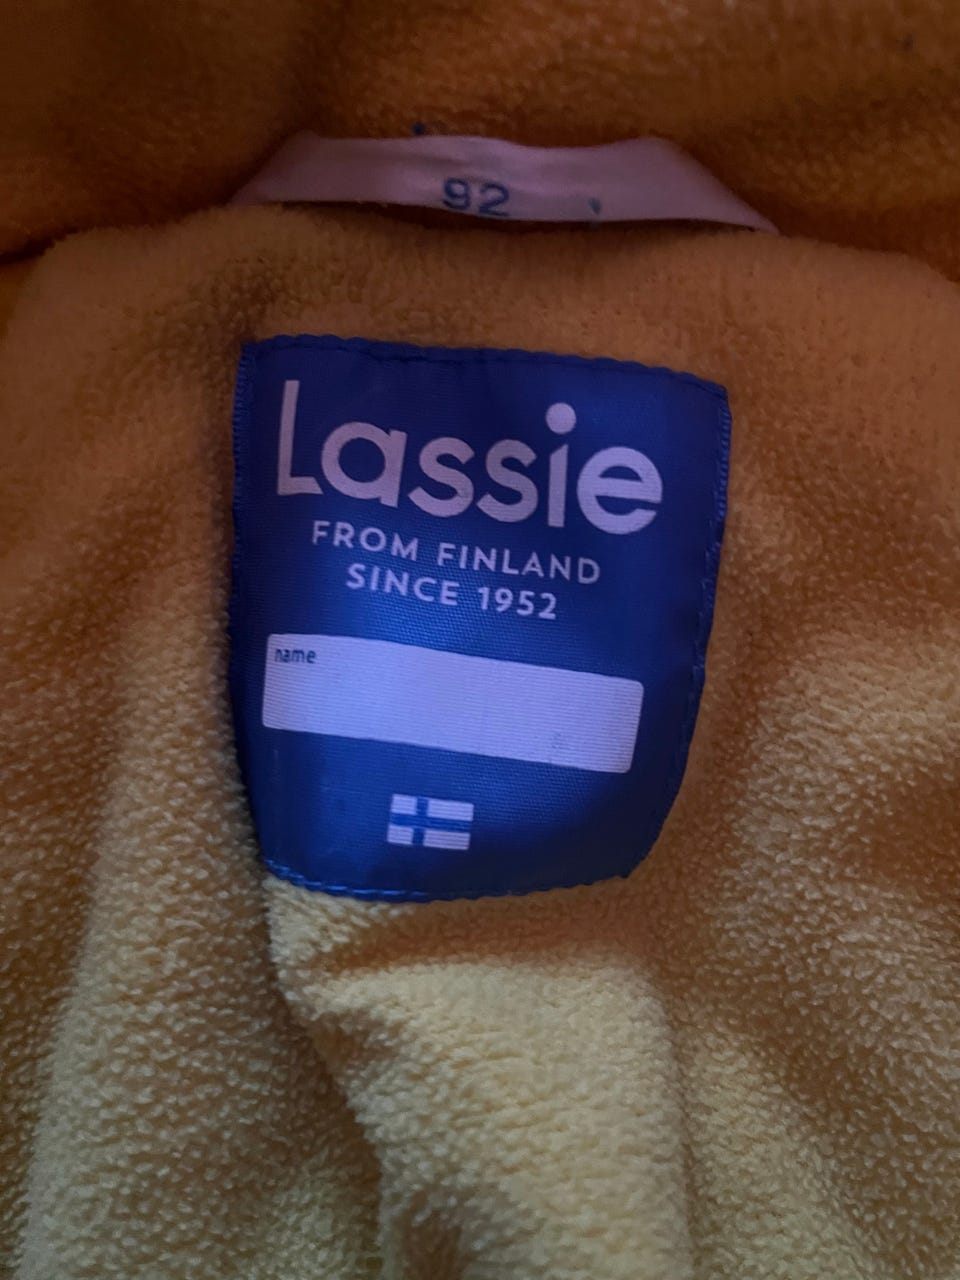 92
Lassie
FROM FINLAND
SINCE 1952
name